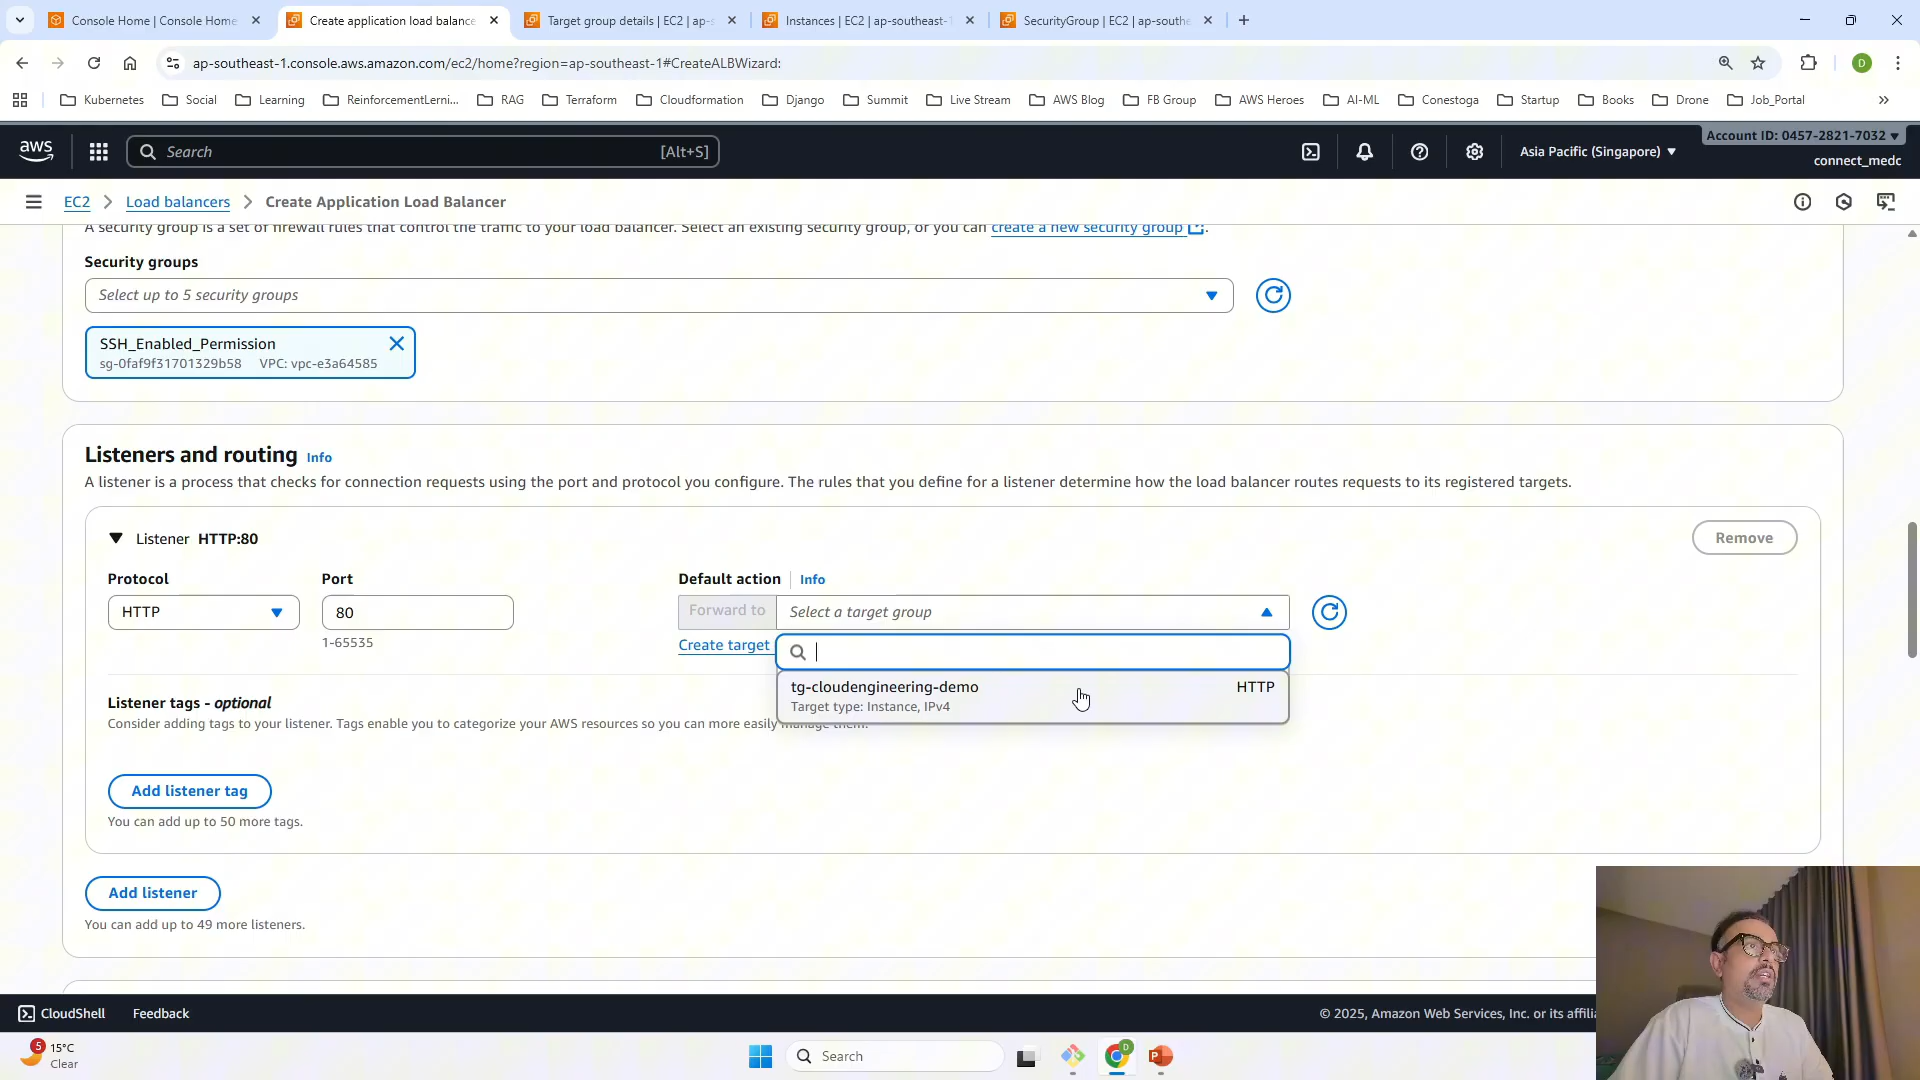 Console Home | Console Home
Create application load balance
Target group details | EC2 | ap-s
Instances | EC2 | ap-southeast-1
SecurityGroup | EC2 | ap-southe
ap-southeast-1.console.aws.amazon.com/ec2/home?region=ap-southeast-1#CreateALBWizard:
D
Kubernetes
Social
Learning
ReinforcementLerni...
RAG
Terraform
Cloudformation
Django
Summit
Live Stream
AWS Blog
FB Group
AWS Heroes
AI-ML
Conestoga
Startup
Books
Drone
Job_Portal
aws
Search
[Alt+S]
Asia Pacific (Singapore)
Account ID: 0457-2821-7032
connect_medc
EC2
Load balancers
Create Application Load Balancer
A security group is a set of firewall rules that control the traffic to your load balancer. Select an existing security group, or you can create a new security group.
Security groups
Select up to 5 security groups
SSH_Enabled_Permission
sg-0faf9f31701329b58 VPC: vpc-e3a64585
Listeners and routing Info
A listener is a process that checks for connection requests using the port and protocol you configure. The rules that you define for a listener determine how the load balancer routes requests to its registered targets.
Listener HTTP:80
Remove
Protocol
Port
Default action
Info
HTTP
80
Forward to
Select a target group
1-65535
Create target
tg-cloudengineering-demo
HTTP
Target type: Instance, IPv4
Listener tags - optional
Consider adding tags to your listener. Tags enable you to categorize your AWS resources so you can more easily manage them.
Add listener tag
You can add up to 50 more tags.
Add listener
You can add up to 49 more listeners.
CloudShell
Feedback
© 2025, Amazon Web Services, Inc. or its affilia
5
15°C
Clear
Search
D
P